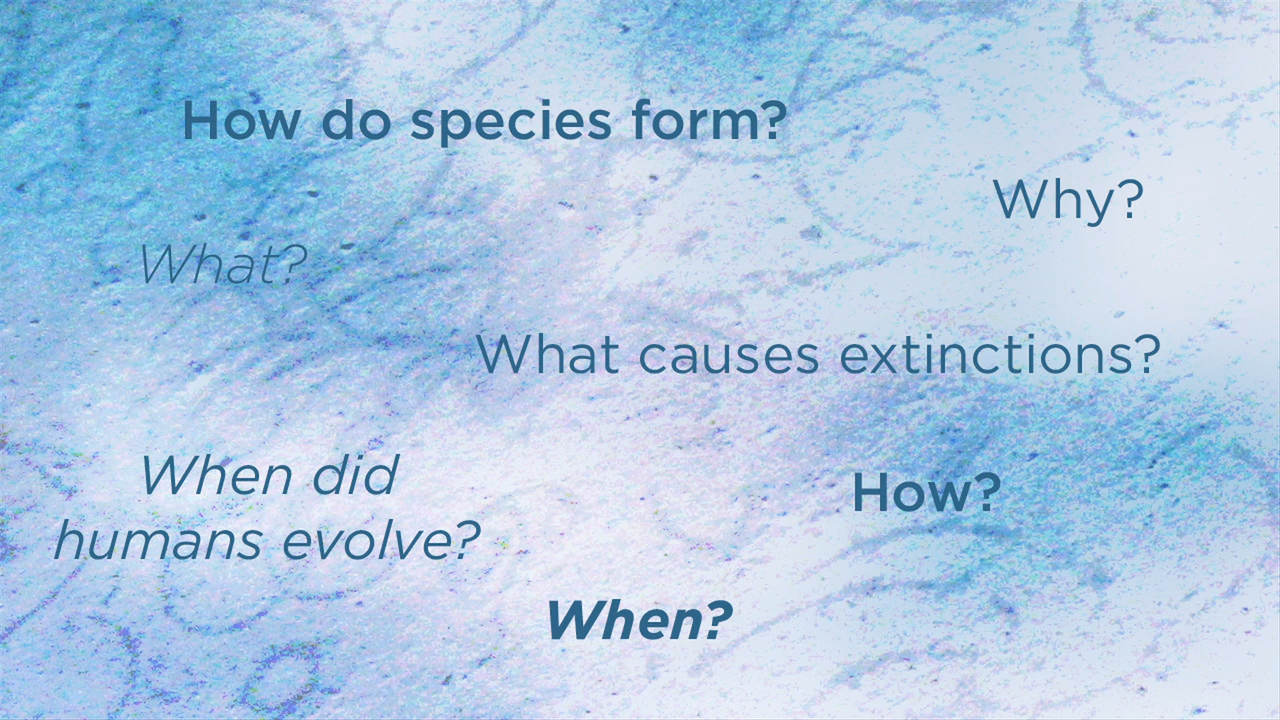 How do species form?
Why?
What?
What causes extinctions?
When did
humans evolve?
How?
When?